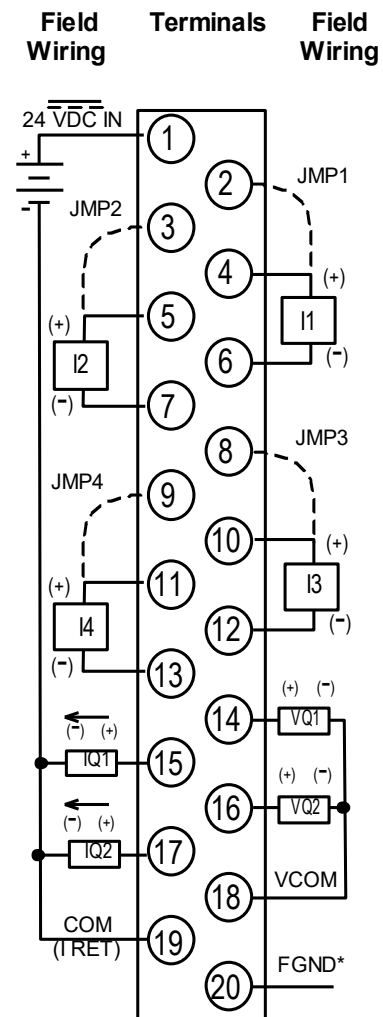 Field Wiring
Terminals
Field Wiring
24 VDC IN
+
-
1
2
JMP1
JMP2
3
4
(+)
I1
(-)
5
(+)
I2
(-)
6
7
8
JMP3
JMP4
9
10
(+)
I3
(-)
11
(+)
I4
(-)
12
13
14
(+) (-)
VQ1
(-) (+)
IQ1
15
16
(+) (-)
VQ2
(-) (+)
IQ2
17
18
VCOM
COM
(I RET)
19
20
FGND*